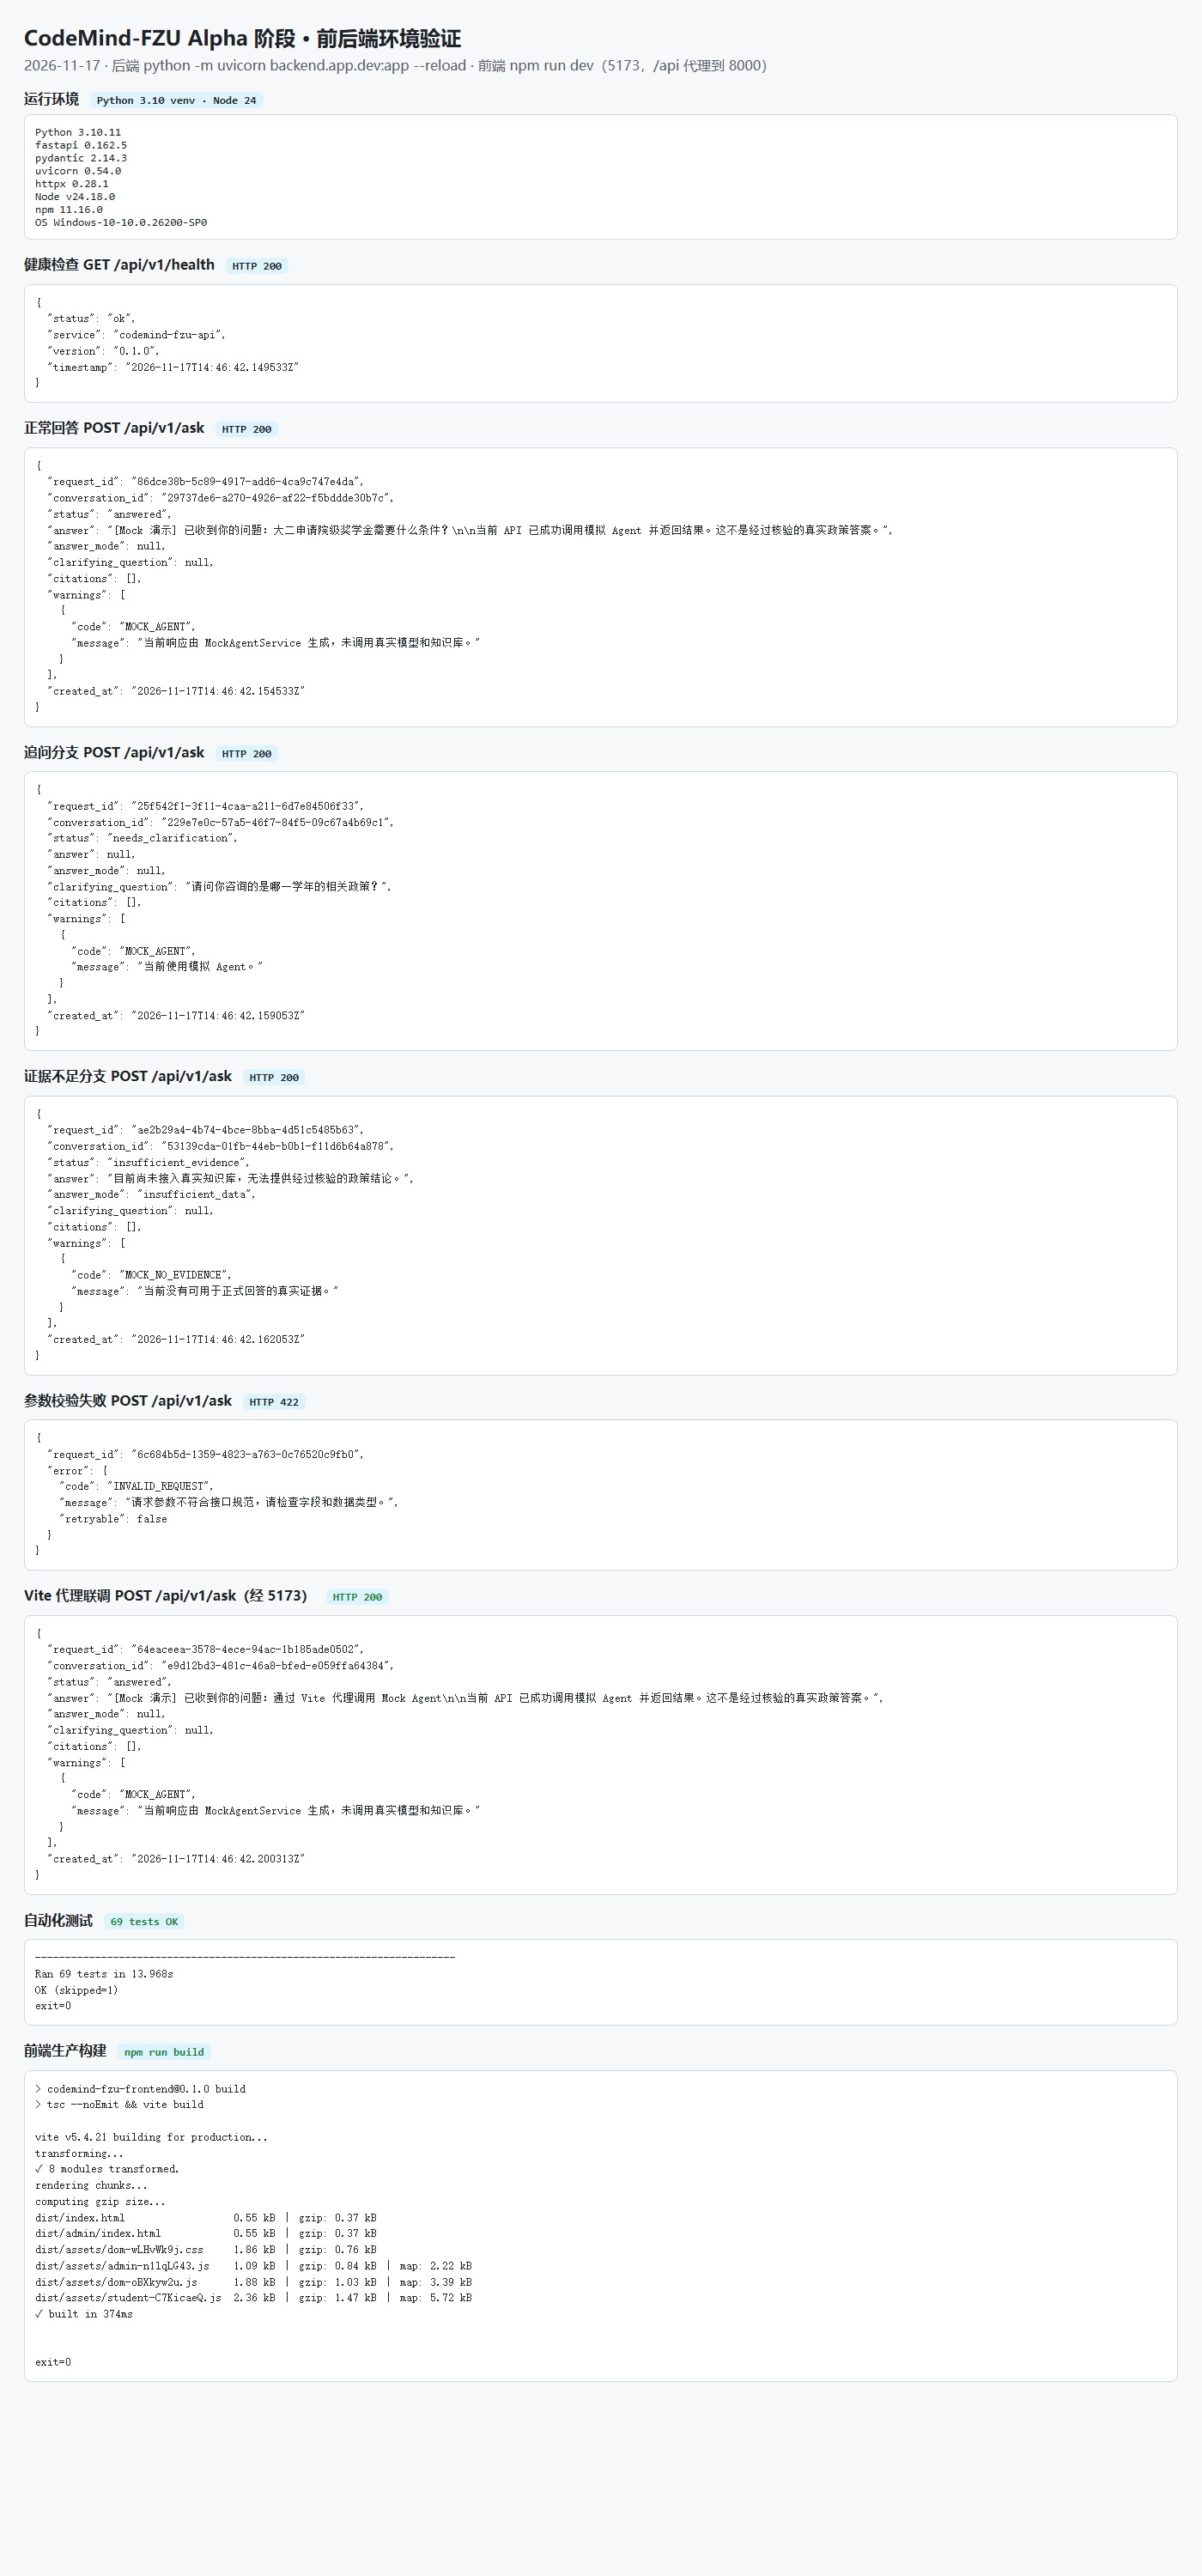 CodeMind-FZU Alpha 阶段 · 前后端环境验证
2026-11-17 · 后端 python -m uvicorn backend.app.dev:app --reload · 前端 npm run dev（5173，/api 代理到 8000）
运行环境 Python 3.10 venv · Node 24
Python 3.10.11
fastapi 0.162.5
pydantic 2.14.3
uvicorn 0.54.0
httpx 0.28.1
Node v24.18.0
npm 11.16.0
OS Windows-10-10.0.26200-SP0
健康检查 GET /api/v1/health HTTP 200
{
  "status": "ok",
  "service": "codemind-fzu-api",
  "version": "0.1.0",
  "timestamp": "2026-11-17T14:46:42.149533Z"
}
正常回答 POST /api/v1/ask HTTP 200
{
  "request_id": "86dce38b-5c89-4917-add6-4ca9c747e4da",
  "conversation_id": "29737de6-a270-4926-af22-f5bddde30b7c",
  "status": "answered",
  "answer": "[Mock 演示] 已收到你的问题：大二申请院级奖学金需要什么条件？\n\n当前 API 已成功调用模拟 Agent 并返回结果。这不是经过核验的真实政策答案。",
  "answer_mode": null,
  "clarifying_question": null,
  "citations": [],
  "warnings": [
    {
      "code": "MOCK_AGENT",
      "message": "当前响应由 MockAgentService 生成，未调用真实模型和知识库。"
    }
  ],
  "created_at": "2026-11-17T14:46:42.154533Z"
}
追问分支 POST /api/v1/ask HTTP 200
{
  "request_id": "25f542f1-3f11-4caa-a211-6d7e84506f33",
  "conversation_id": "229e7e0c-57a5-46f7-84f5-09c67a4b69c1",
  "status": "needs_clarification",
  "answer": null,
  "answer_mode": null,
  "clarifying_question": "请问你咨询的是哪一学年的相关政策？",
  "citations": [],
  "warnings": [
    {
      "code": "MOCK_AGENT",
      "message": "当前使用模拟 Agent。"
    }
  ],
  "created_at": "2026-11-17T14:46:42.159053Z"
}
证据不足分支 POST /api/v1/ask HTTP 200
{
  "request_id": "ae2b29a4-4b74-4bce-8bba-4d51c5485b63",
  "conversation_id": "53139cda-01fb-44eb-b0b1-f11d6b64a878",
  "status": "insufficient_evidence",
  "answer": "目前尚未接入真实知识库，无法提供经过核验的政策结论。",
  "answer_mode": "insufficient_data",
  "clarifying_question": null,
  "citations": [],
  "warnings": [
    {
      "code": "MOCK_NO_EVIDENCE",
      "message": "当前没有可用于正式回答的真实证据。"
    }
  ],
  "created_at": "2026-11-17T14:46:42.162053Z"
}
参数校验失败 POST /api/v1/ask HTTP 422
{
  "request_id": "6c684b5d-1359-4823-a763-0c76520c9fb0",
  "error": {
    "code": "INVALID_REQUEST",
    "message": "请求参数不符合接口规范，请检查字段和数据类型。",
    "retryable": false
  }
}
Vite 代理联调 POST /api/v1/ask（经 5173） HTTP 200
{
  "request_id": "64eaceea-3578-4ece-94ac-1b185ade0502",
  "conversation_id": "e9d12bd3-481c-46a8-bfed-e059ffa64384",
  "status": "answered",
  "answer": "[Mock 演示] 已收到你的问题：通过 Vite 代理调用 Mock Agent\n\n当前 API 已成功调用模拟 Agent 并返回结果。这不是经过核验的真实政策答案。",
  "answer_mode": null,
  "clarifying_question": null,
  "citations": [],
  "warnings": [
    {
      "code": "MOCK_AGENT",
      "message": "当前响应由 MockAgentService 生成，未调用真实模型和知识库。"
    }
  ],
  "created_at": "2026-11-17T14:46:42.200313Z"
}
自动化测试 69 tests OK
----------------------------------------------------------------------
Ran 69 tests in 13.968s
OK (skipped=1)
exit=0
前端生产构建 npm run build
> codemind-fzu-frontend@0.1.0 build
> tsc --noEmit && vite build
vite v5.4.21 building for production...
transforming...
✓ 8 modules transformed.
rendering chunks...
computing gzip size...
dist/index.html                  0.55 kB │ gzip: 0.37 kB
dist/admin/index.html            0.55 kB │ gzip: 0.37 kB
dist/assets/dom-wLHvWk9j.css     1.86 kB │ gzip: 0.76 kB
dist/assets/admin-n1lqLG43.js    1.09 kB │ gzip: 0.84 kB │ map: 2.22 kB
dist/assets/dom-oBXkyw2u.js      1.88 kB │ gzip: 1.03 kB │ map: 3.39 kB
dist/assets/student-C7KicaeQ.js  2.36 kB │ gzip: 1.47 kB │ map: 5.72 kB
✓ built in 374ms
exit=0